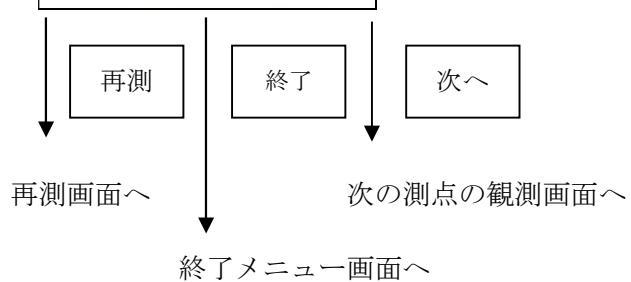 再測
終了
次へ
再測画面へ
次の測点の観測画面へ
終了メニュー画面へ